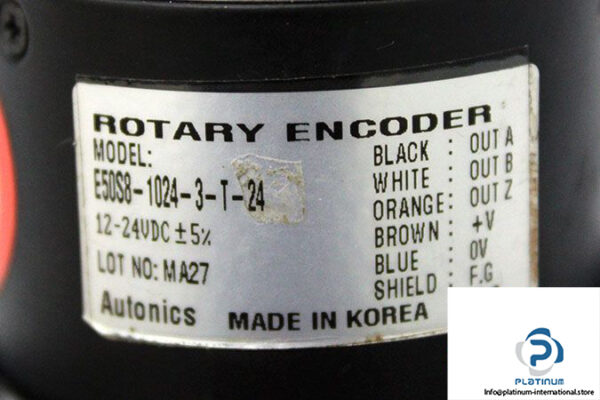 ROTARY ENCODER
MODEL:
E50S8-1024-3-T-24
12-24VDC ±5%
LOT NO: MA27
Autonics
BLACK : OUT A
WHITE : OUT B
ORANGE: OUT Z
BROWN : +V
BLUE : 0V
SHIELD : F.G
MADE IN KOREA
PLATINUM
Info@platinum-international.store